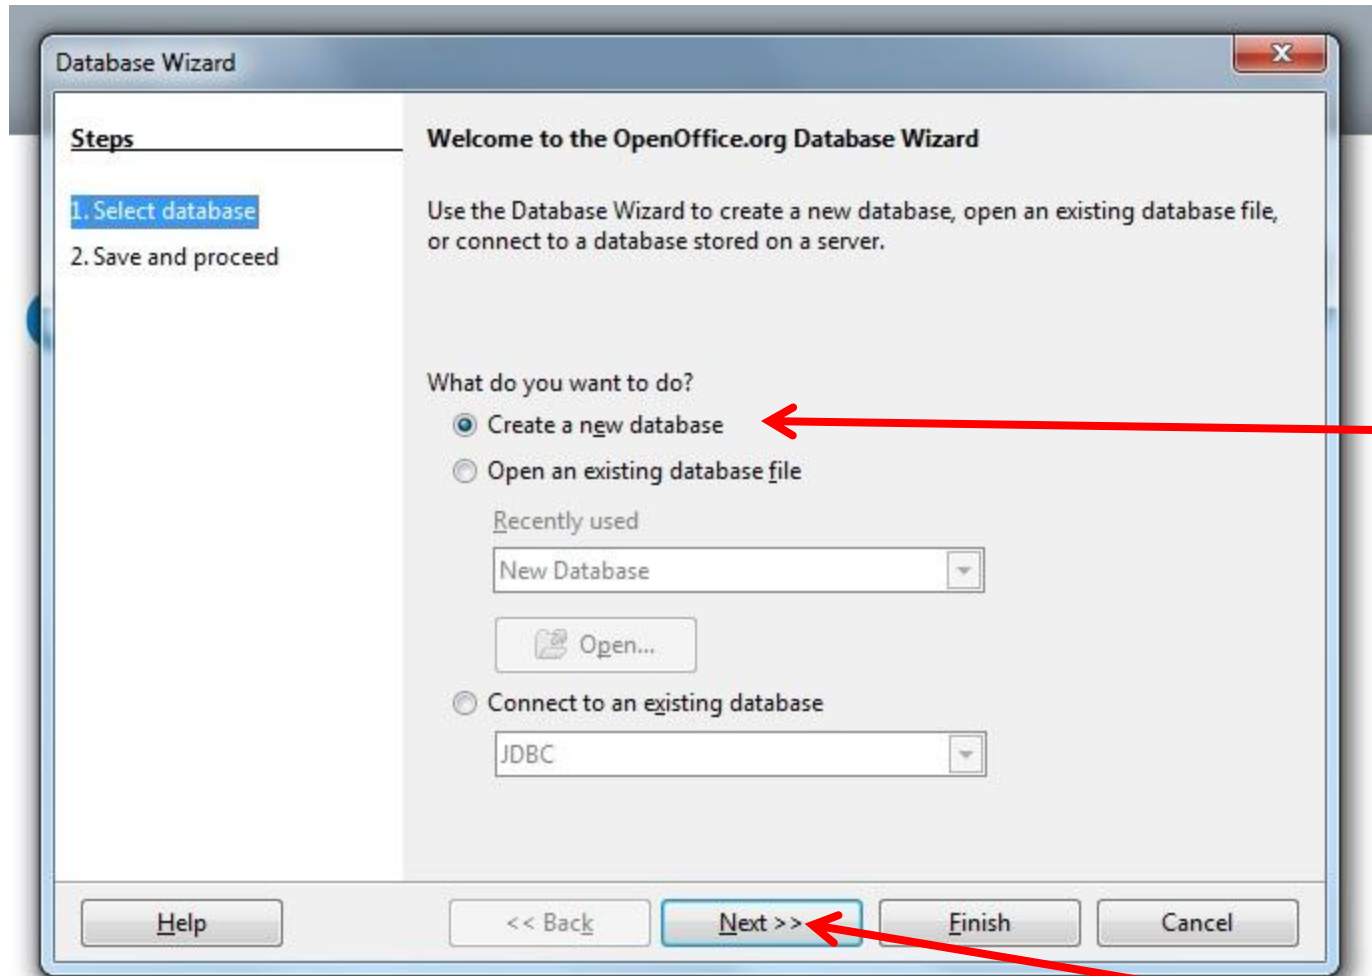 Database Wizard
Steps
1. Select database
2. Save and proceed
Welcome to the OpenOffice.org Database Wizard
Use the Database Wizard to create a new database, open an existing database file,
or connect to a database stored on a server.
What do you want to do?
Create a new database
Open an existing database file
Recently used
New Database
Open...
Connect to an existing database
JDBC
Help
<< Back
Next >>
Finish
Cancel